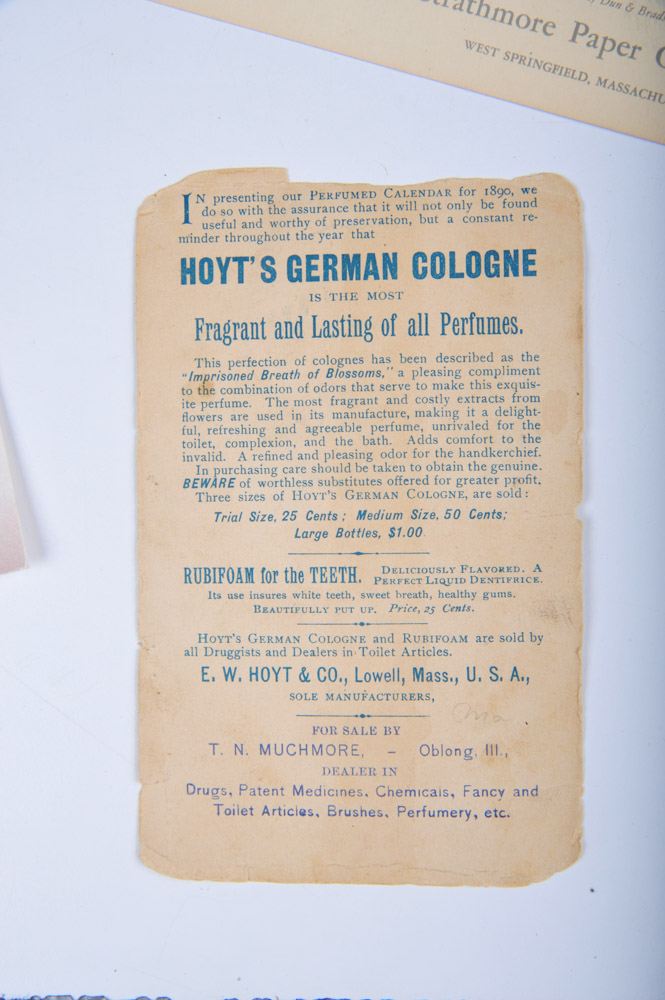 of Dun & Brad
Strathmore Paper C
WEST SPRINGFIELD, MASSACHU
IN presenting our PERFUMED CALENDAR for 1890, we
do so with the assurance that it will not only be found
useful and worthy of preservation, but a constant re-
minder throughout the year that
HOYT'S GERMAN COLOGNE
IS THE MOST
Fragrant and Lasting of all Perfumes.
This perfection of colognes has been described as the
"Imprisoned Breath of Blossoms," a pleasing compliment
to the combination of odors that serve to make this exquis-
ite perfume. The most fragrant and costly extracts from
flowers are used in its manufacture, making it a delight-
ful, refreshing and agreeable perfume, unrivaled for the
toilet, complexion, and the bath. Adds comfort to the
invalid. A refined and pleasing odor for the handkerchief.
In purchasing care should be taken to obtain the genuine.
BEWARE of worthless substitutes offered for greater profit.
Three sizes of HOYT'S GERMAN COLOGNE, are sold:
Trial Size, 25 Cents; Medium Size, 50 Cents;
Large Bottles, $1.00.
RUBIFOAM for the TEETH. DELICIOUSLY FLAVORED. A
PERFECT LIQUID DENTIFRICE.
Its use insures white teeth, sweet breath, healthy gums.
BEAUTIFULLY PUT UP. Price, 25 Cents.
HOYT'S GERMAN COLOGNE and RUBIFOAM are sold by
all Druggists and Dealers in Toilet Articles.
E. W. HOYT & CO., Lowell, Mass., U. S. A.,
SOLE MANUFACTURERS,
FOR SALE BY
T. N. MUCHMORE, – Oblong, Ill.,
DEALER IN
Drugs, Patent Medicines, Chemicals, Fancy and
Toilet Articles, Brushes, Perfumery, etc.